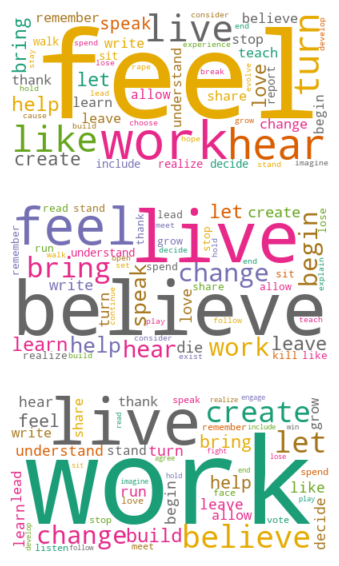 remember speak live consider believe turn develop
bring walk spend write end stop
stay sit experience teach
feel
thank let rape understand break love evolve
hold lead share report
help learn allow grow begin
cause leave choose hope change
like work hear
build
create include realize decide stand imagine
read stand lead let create lose
feel live begin
remember walk run thank meet grow decide stop end explain
understand
bring open set spend change sit
write speak share allow
believe
turn continue play love follow teach
learn help hear consider die work leave
realize build exist kill like
hear live thank speak realize engage
feel share read create grow
write remember include win
understand stand turn bring fight let
agree lose
work
sit imagine hold end help spend
learn lead run begin face like
love leave play decide
develop stop allow vote
change build believe
listen follow meet